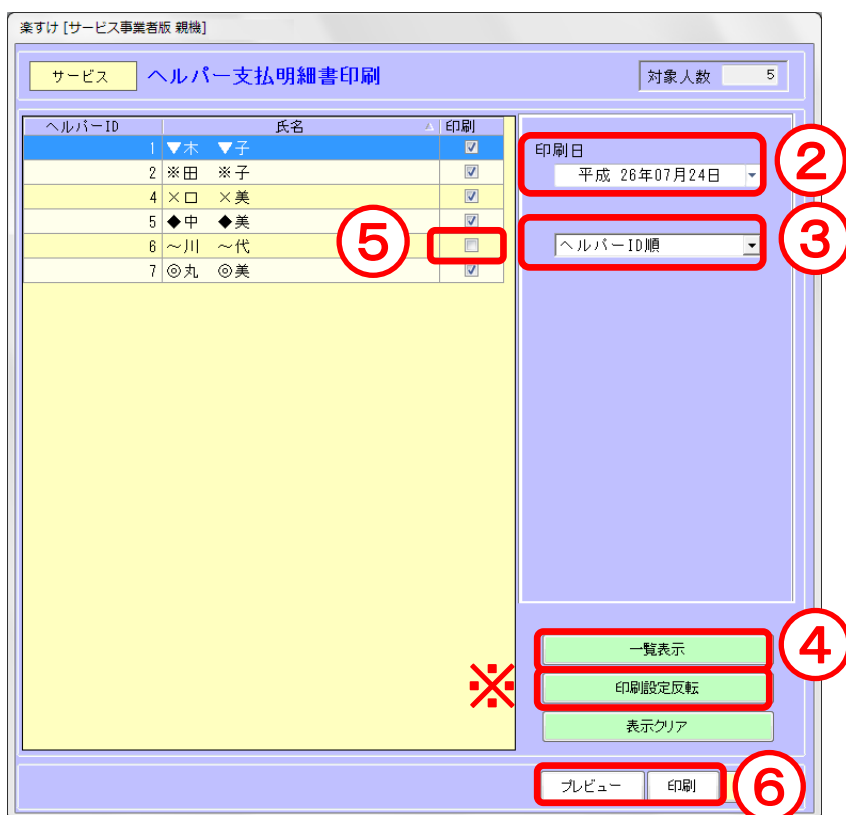 楽すけ [サービス事業者版 親機]
サービス ヘルパー支払明細書印刷 対象人数 5
ヘルパーID 氏名 印刷
1 ▼木 ▼子
2 ※田 ※子
4 ×口 ×美
5 ◆中 ◆美
6 ～川 ～代
7 ◎丸 ◎美
⑤
印刷日
平成 26年07月24日
②
ヘルパーID順
③
一覧表示
④
※
印刷設定反転
表示クリア
プレビュー 印刷
⑥